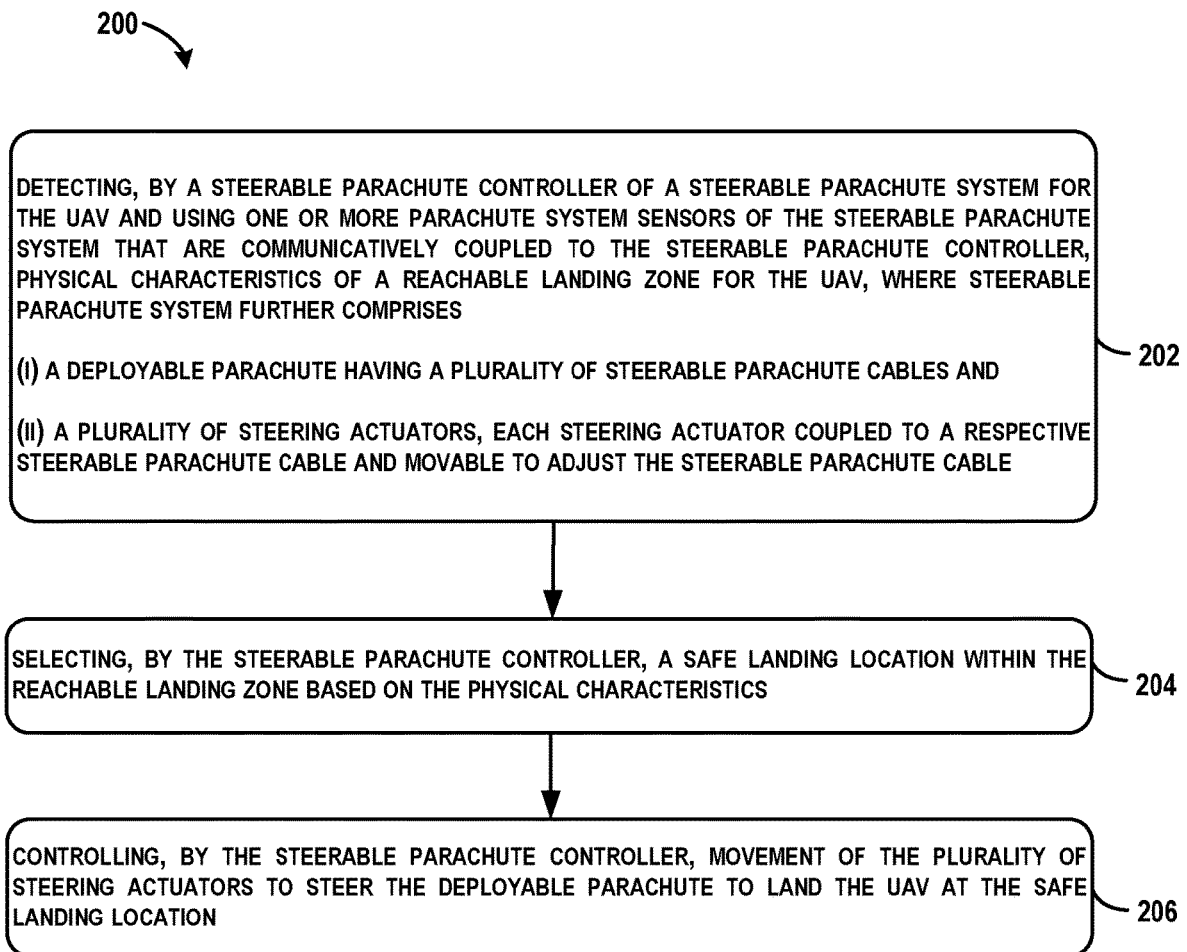 200
DETECTING, BY A STEERABLE PARACHUTE CONTROLLER OF A STEERABLE PARACHUTE SYSTEM FOR
THE UAV AND USING ONE OR MORE PARACHUTE SYSTEM SENSORS OF THE STEERABLE PARACHUTE
SYSTEM THAT ARE COMMUNICATIVELY COUPLED TO THE STEERABLE PARACHUTE CONTROLLER,
PHYSICAL CHARACTERISTICS OF A REACHABLE LANDING ZONE FOR THE UAV, WHERE STEERABLE
PARACHUTE SYSTEM FURTHER COMPRISES
(I) A DEPLOYABLE PARACHUTE HAVING A PLURALITY OF STEERABLE PARACHUTE CABLES AND
(II) A PLURALITY OF STEERING ACTUATORS, EACH STEERING ACTUATOR COUPLED TO A RESPECTIVE
STEERABLE PARACHUTE CABLE AND MOVABLE TO ADJUST THE STEERABLE PARACHUTE CABLE
202
SELECTING, BY THE STEERABLE PARACHUTE CONTROLLER, A SAFE LANDING LOCATION WITHIN THE
REACHABLE LANDING ZONE BASED ON THE PHYSICAL CHARACTERISTICS
204
CONTROLLING, BY THE STEERABLE PARACHUTE CONTROLLER, MOVEMENT OF THE PLURALITY OF
STEERING ACTUATORS TO STEER THE DEPLOYABLE PARACHUTE TO LAND THE UAV AT THE SAFE
LANDING LOCATION
206